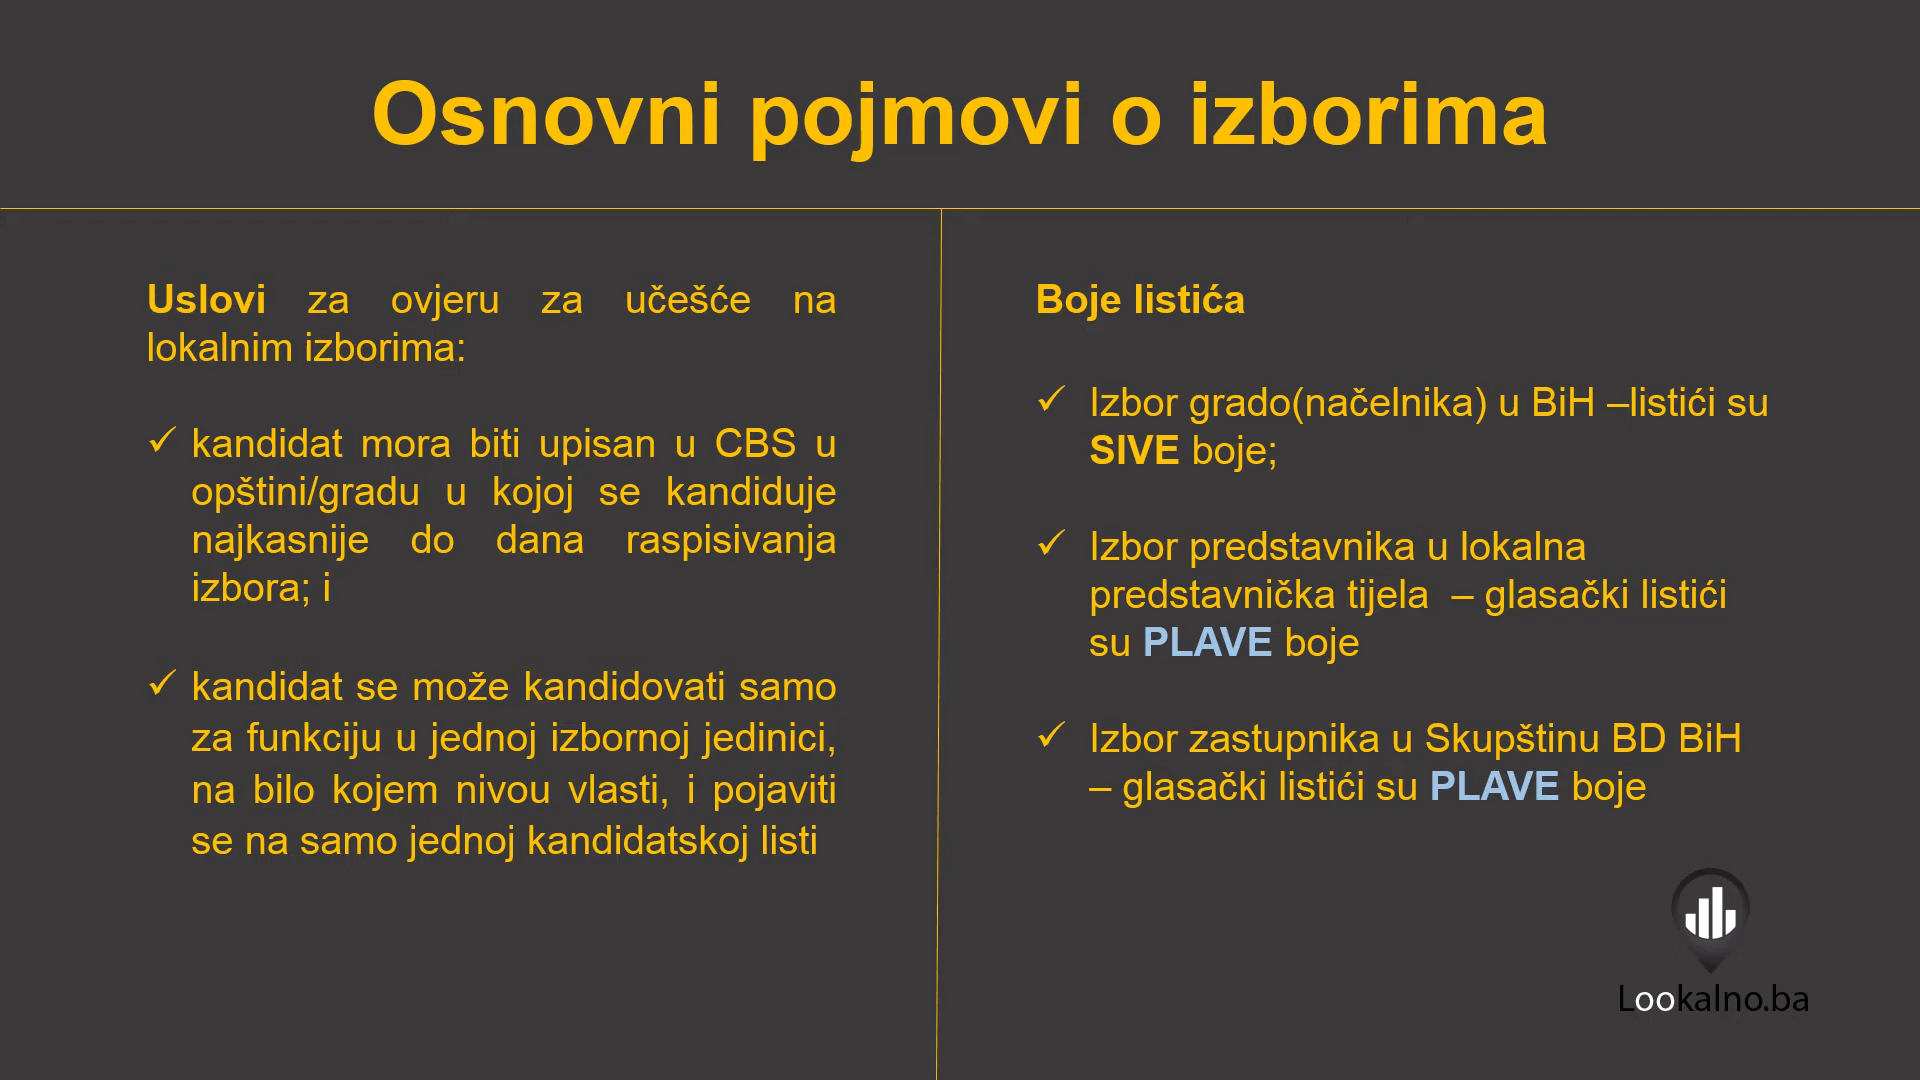 Osnovni pojmovi o izborima
Uslovi za ovjeru za učešće na
lokalnim izborima:
✓ kandidat mora biti upisan u CBS u
opštini/gradu u kojoj se kandiduje
najkasnije do dana raspisivanja
izbora; i
✓ kandidat se može kandidovati samo
za funkciju u jednoj izbornoj jedinici,
na bilo kojem nivou vlasti, i pojaviti
se na samo jednoj kandidatskoj listi
Boje listića
✓ Izbor grado(načelnika) u BiH –listići su
SIVE boje;
✓ Izbor predstavnika u lokalna
predstavnička tijela – glasački listići
su PLAVE boje
✓ Izbor zastupnika u Skupštinu BD BiH
– glasački listići su PLAVE boje
Lookalno.ba